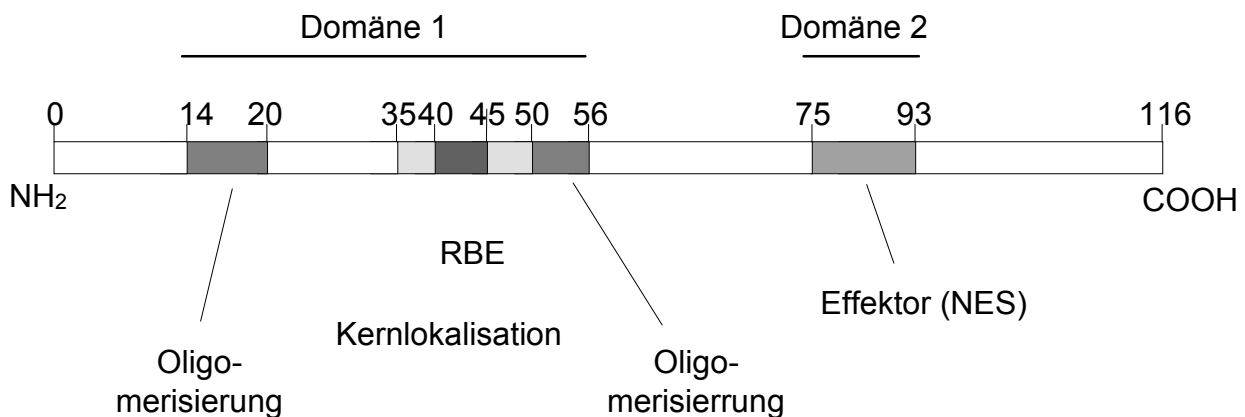 Domäne 1
Domäne 2
0 14 20 35 40 45 50 56 75 93 116
NH2
COOH
RBE
Effektor (NES)
Kernlokalisation
Oligo-
merisierung
Oligo-
merisierrung